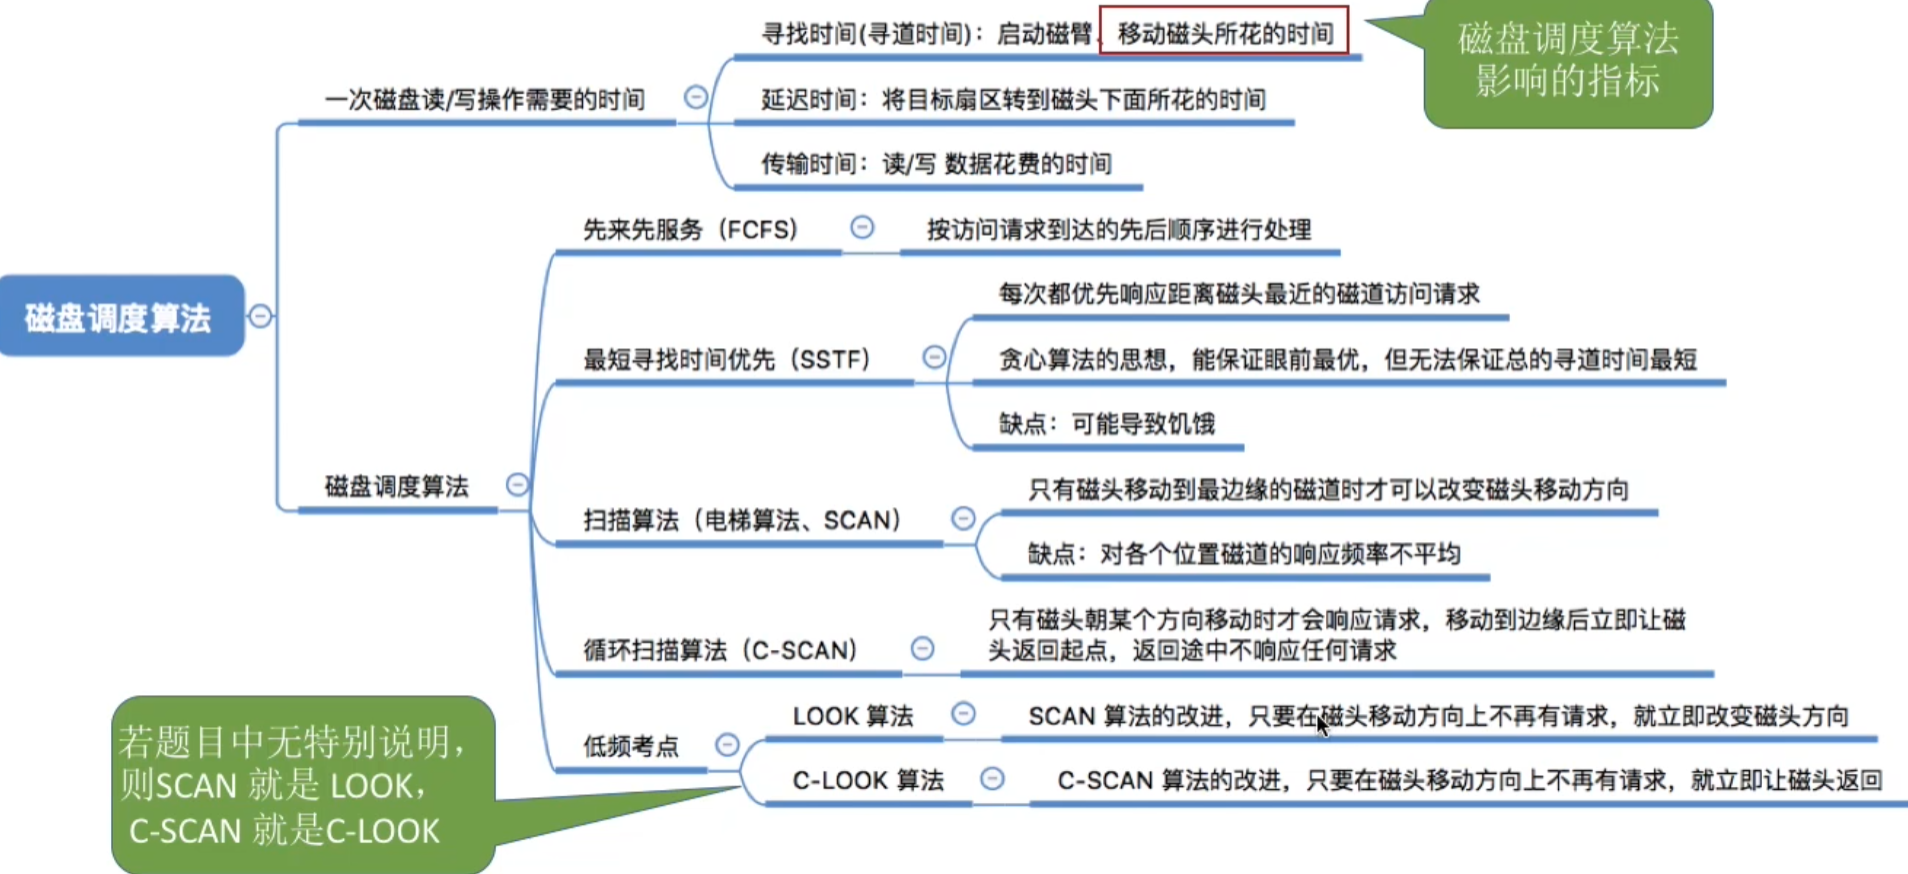 寻找时间(寻道时间)：启动磁臂、移动磁头所花的时间
磁盘调度算法
影响的指标
一次磁盘读/写操作需要的时间
延迟时间：将目标扇区转到磁头下面所花的时间
传输时间：读/写 数据花费的时间
磁盘调度算法
磁盘调度算法
先来先服务（FCFS）
按访问请求到达的先后顺序进行处理
最短寻找时间优先（SSTF）
每次都优先响应距离磁头最近的磁道访问请求
贪心算法的思想，能保证眼前最优，但无法保证总的寻道时间最短
缺点：可能导致饥饿
扫描算法（电梯算法、SCAN）
只有磁头移动到最边缘的磁道时才可以改变磁头移动方向
缺点：对各个位置磁道的响应频率不平均
循环扫描算法（C-SCAN）
只有磁头朝某个方向移动时才会响应请求，移动到边缘后立即让磁
头返回起点，返回途中不响应任何请求
低频考点
LOOK 算法
SCAN 算法的改进，只要在磁头移动方向上不再有请求，就立即改变磁头方向
C-LOOK 算法
C-SCAN 算法的改进，只要在磁头移动方向上不再有请求，就立即让磁头返回
若题目中无特别说明，
则SCAN 就是 LOOK，
C-SCAN 就是C-LOOK